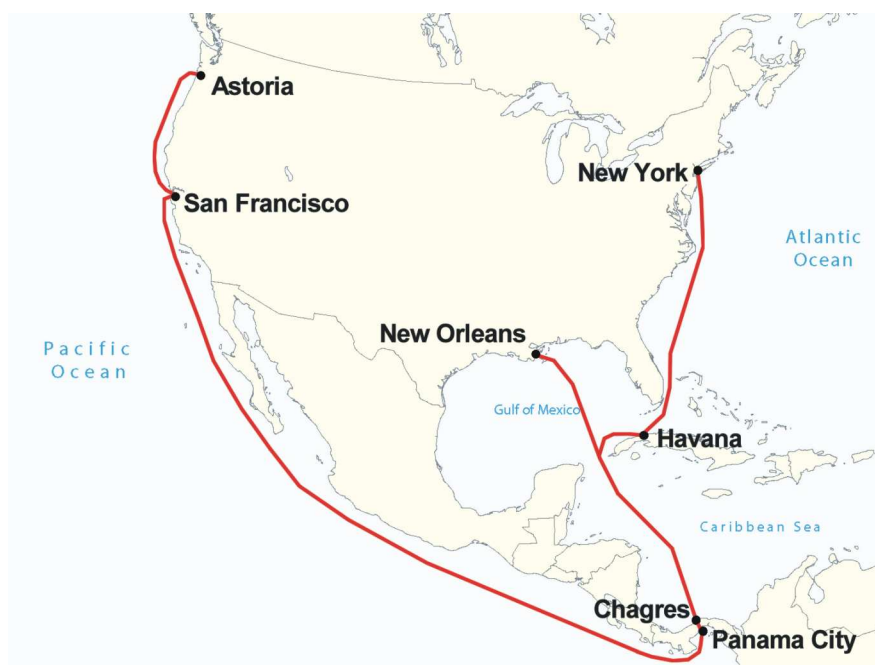 Astoria
New York
San Francisco
Atlantic
Ocean
New Orleans
Pacific
Ocean
Gulf of Mexico
Havana
Caribbean Sea
Chagres
Panama City